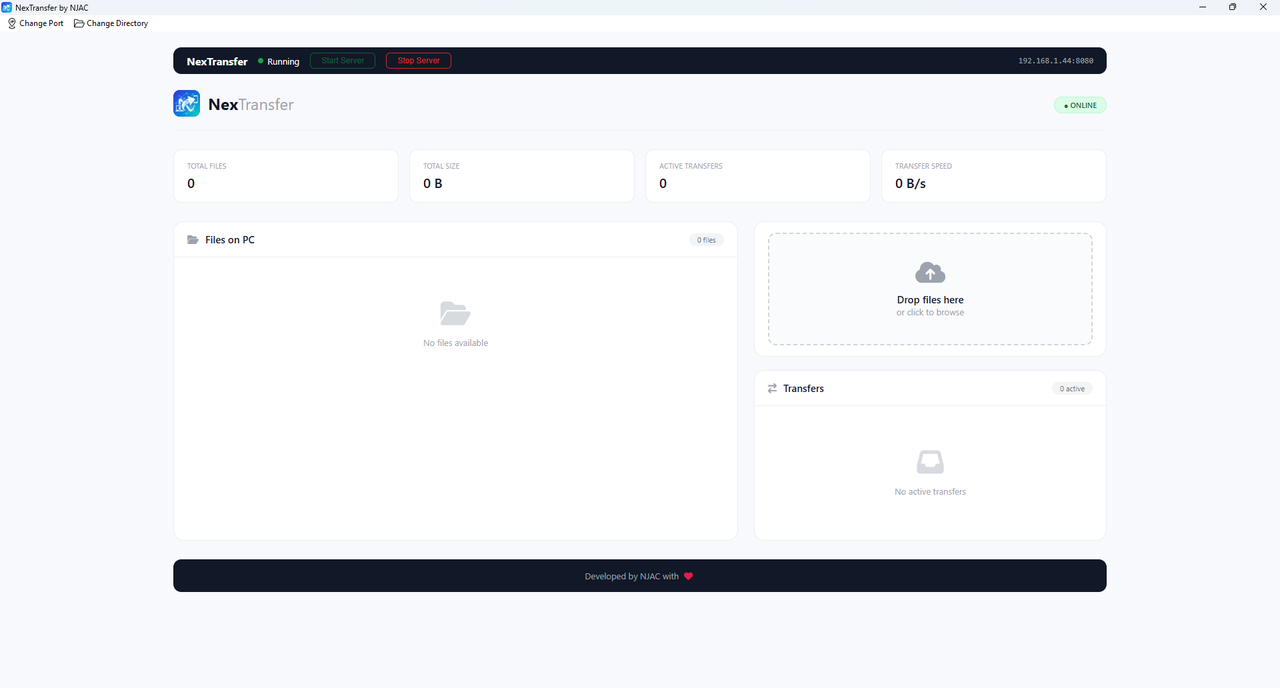 NexTransfer by NJAC
Change Port Change Directory
NexTransfer Running Start Server Stop Server 192.168.1.44:8080
NexTransfer ONLINE
TOTAL FILES
0
TOTAL SIZE
0 B
ACTIVE TRANSFERS
0
TRANSFER SPEED
0 B/s
Files on PC 0 files
No files available
Drop files here
or click to browse
Transfers 0 active
No active transfers
Developed by NJAC with